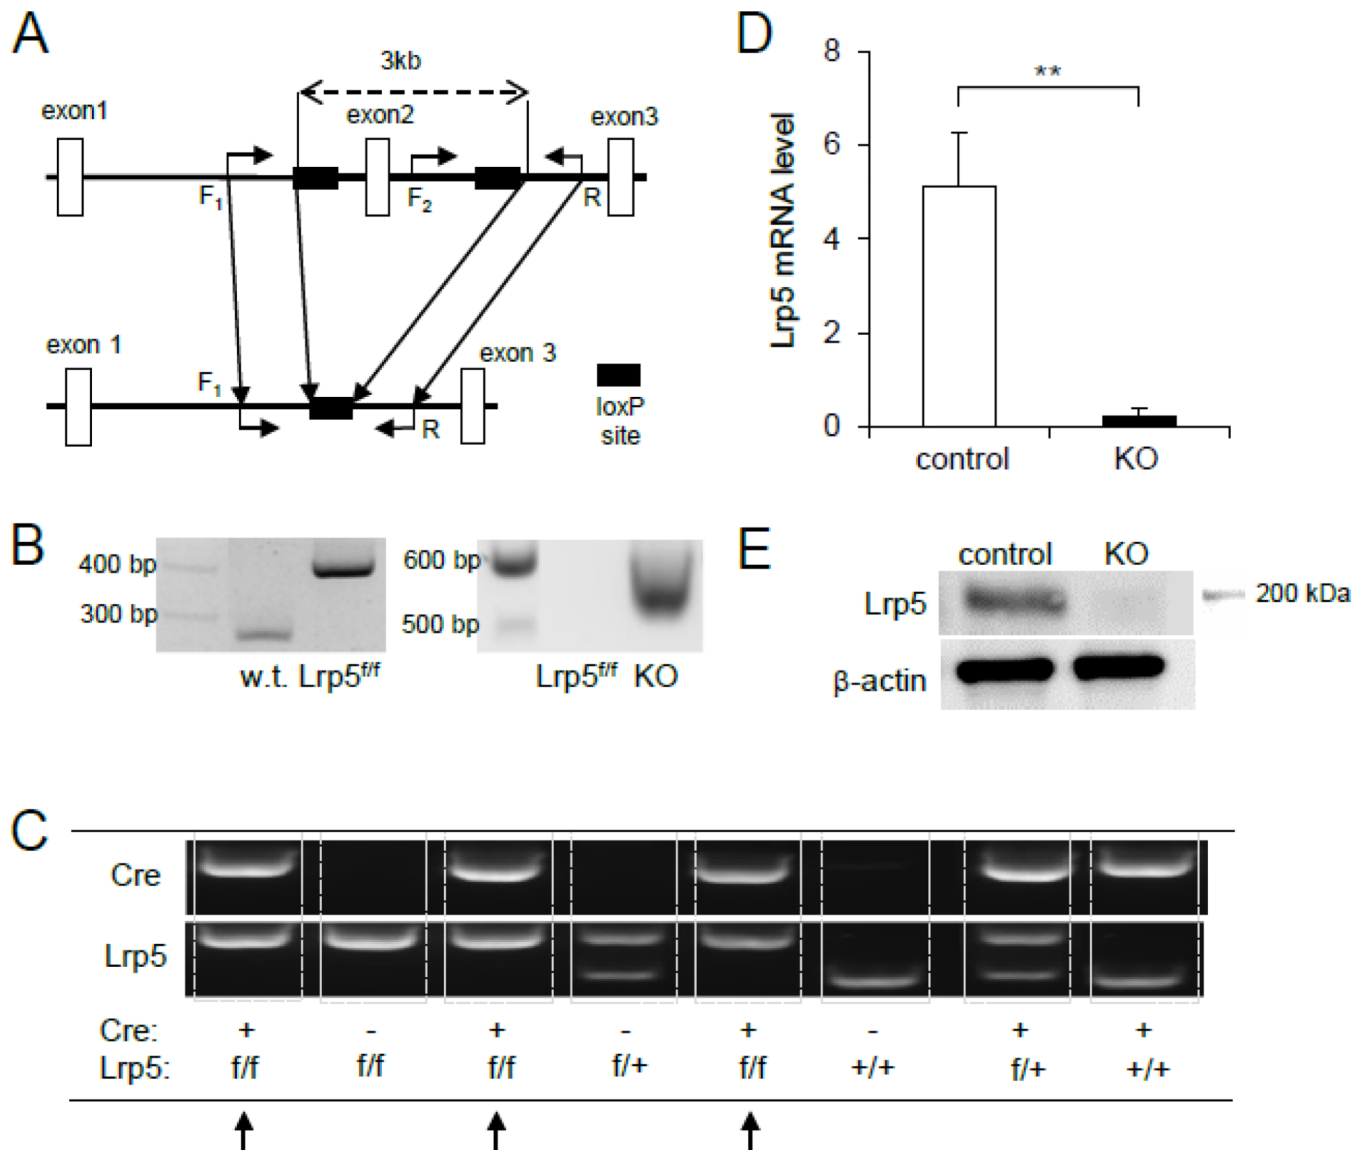 A
3kb
exon1
exon2
exon3
F1
F2
R
exon 1
exon 3
F1
R
loxP
site
B
400 bp
300 bp
w.t. Lrp5f/f
600 bp
500 bp
Lrp5f/f KO
C
Cre
Lrp5
Cre: + - + - + - + +
Lrp5: f/f f/f f/f f/+ f/f +/+ f/+ +/+
D
Lrp5 mRNA level
8
6
4
2
0
**
control KO
E
control KO
Lrp5
200 kDa
β-actin